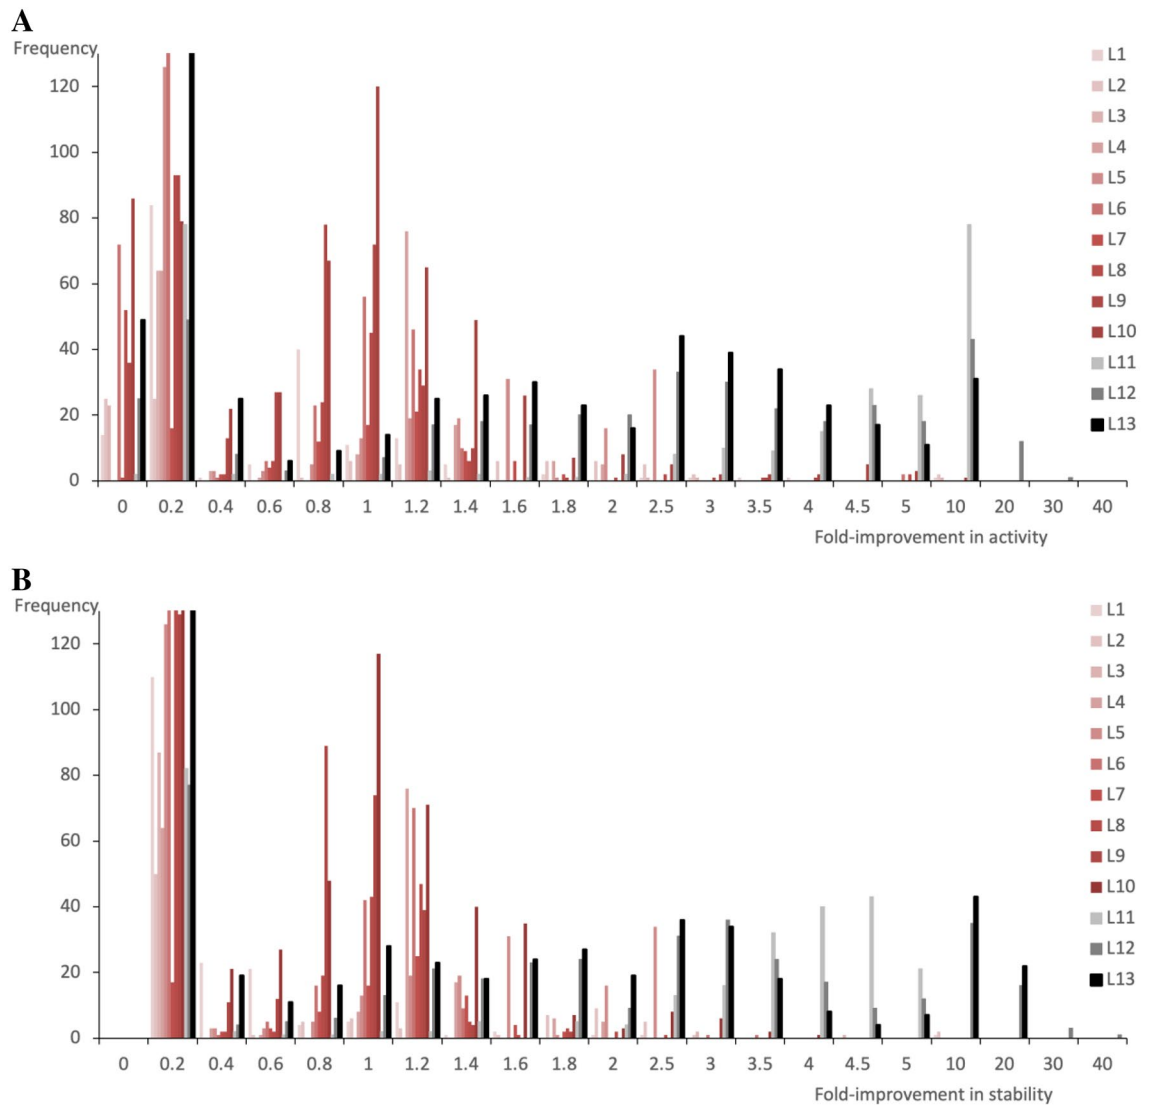 A
Frequency
120
100
80
60
40
20
0
0 0.2 0.4 0.6 0.8 1 1.2 1.4 1.6 1.8 2 2.5 3 3.5 4 4.5 5 10 20 30 40
Fold-improvement in activity
L1
L2
L3
L4
L5
L6
L7
L8
L9
L10
L11
L12
L13
B
Frequency
120
100
80
60
40
20
0
0 0.2 0.4 0.6 0.8 1 1.2 1.4 1.6 1.8 2 2.5 3 3.5 4 4.5 5 10 20 30 40
Fold-improvement in stability
L1
L2
L3
L4
L5
L6
L7
L8
L9
L10
L11
L12
L13